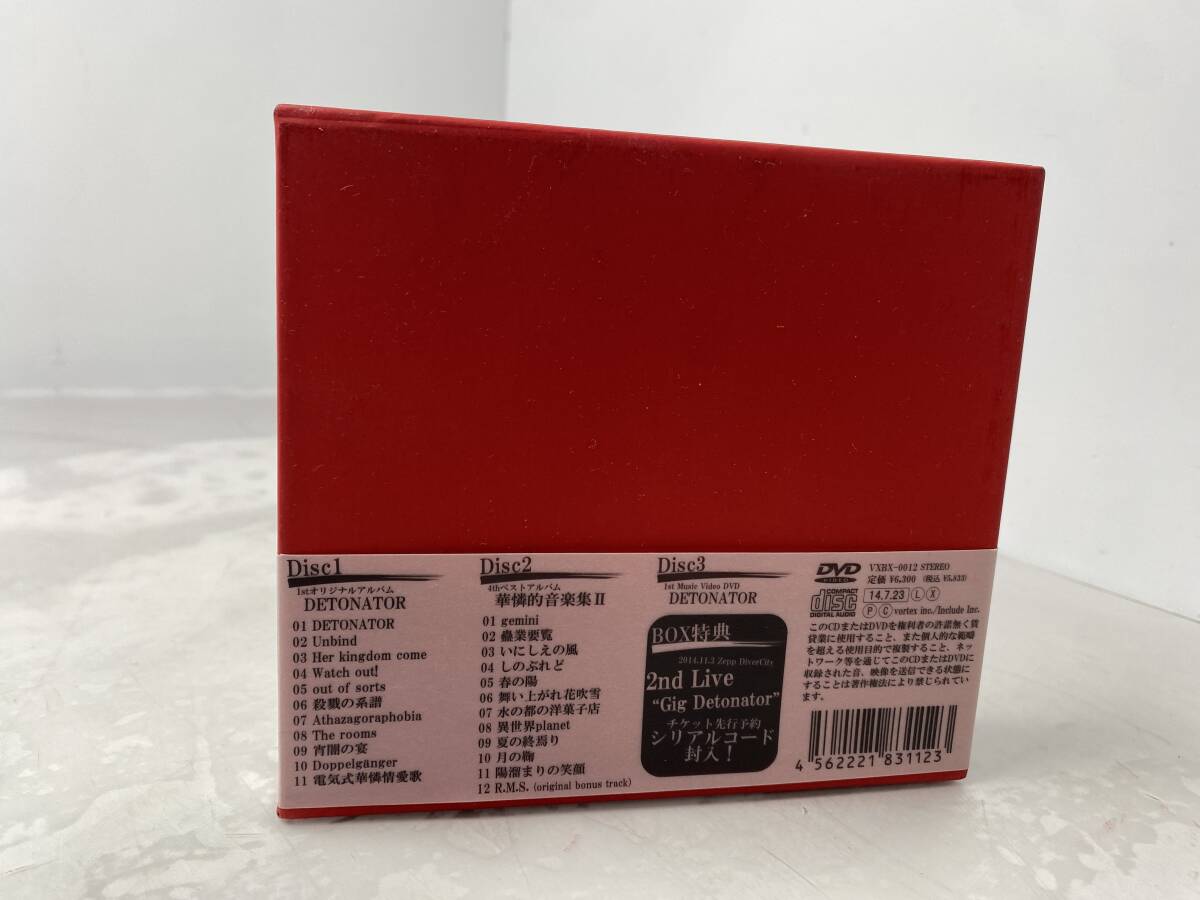 Disc1
1stオリジナルアルバム
DETONATOR
01 DETONATOR
02 Unbind
03 Her kingdom come
04 Watch out!
05 out of sorts
06 殺戮の系譜
07 Athazagoraphobia
08 The rooms
09 宵闇の宴
10 Doppelgänger
11 電気式華憐情愛歌
Disc2
4thベストアルバム
華憐的音楽集Ⅱ
01 gemini
02 蠱業要覧
03 いにしえの風
04 しのぶれど
05 春の陽
06 舞い上がれ花吹雪
07 水の都の洋菓子店
08 異世界planet
09 夏の終焉り
10 月の鞠
11 陽溜まりの笑顔
12 R.M.S. (original bonus track)
Disc3
1st Music Video DVD
DETONATOR
BOX特典
2014.11.3 Zepp DiverCity
2nd Live
“Gig Detonator”
チケット先行予約
シリアルコード
封入！
DVD
VIDEO
VXBX-0012 STEREO
定価 ¥6,300 (税込 ¥5,833)
COMPACT
disc
DIGITAL AUDIO
14.7.23 L X
P C vortex inc./Include Inc.
このCDまたはDVDを権利者の許諾無く賃
貸業に使用すること、また個人的な範疇
を超える使用目的で複製すること、ネッ
トワーク等を通じてこのCDまたはDVDに
収録された音、映像を送信できる状態に
することは著作権法により禁じられてい
ます。
4 562221 831123